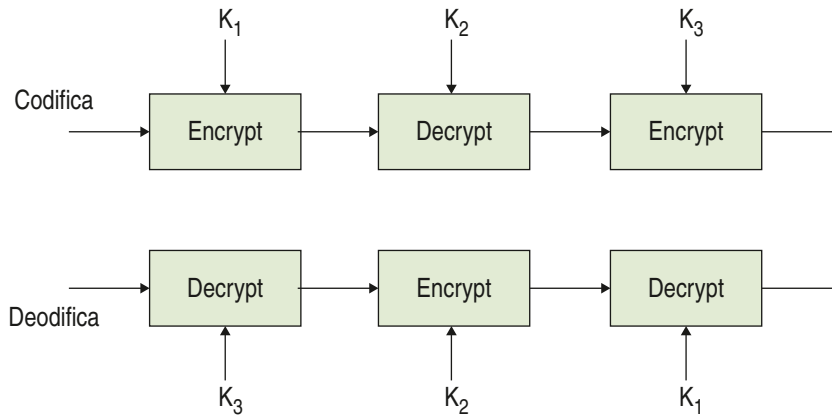 K₁ K₂ K₃
Codifica
Encrypt Decrypt Encrypt
Decrypt Encrypt Decrypt
Deodifica
K₃ K₂ K₁